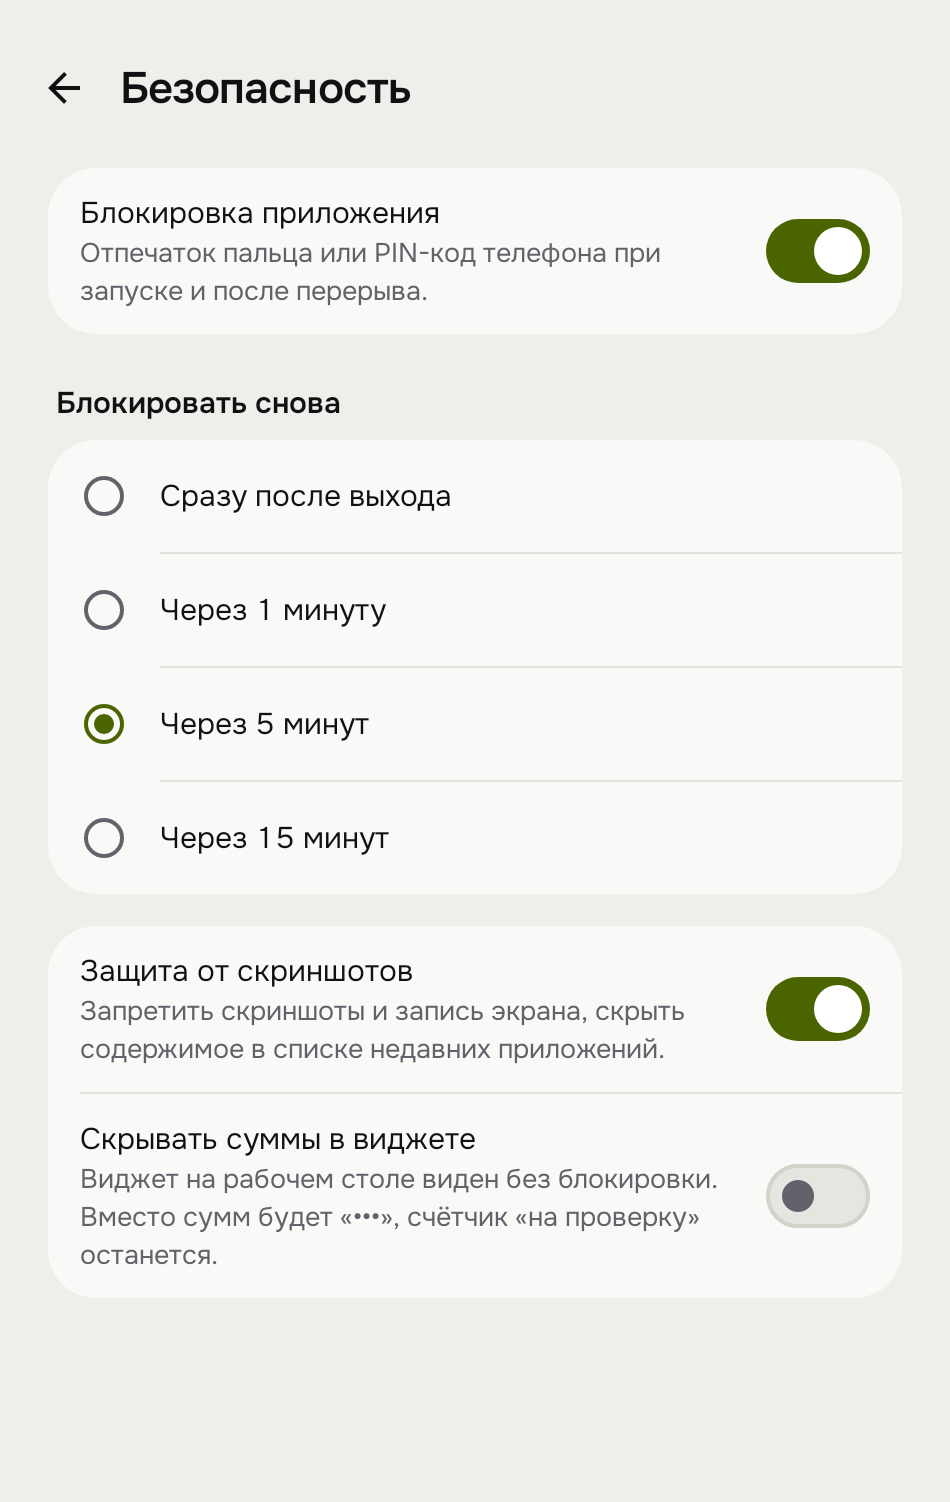 Безопасность
Блокировка приложения
Отпечаток пальца или PIN-код телефона при
запуске и после перерыва.
Блокировать снова
Сразу после выхода
Через 1 минуту
Через 5 минут
Через 15 минут
Защита от скриншотов
Запретить скриншоты и запись экрана, скрыть
содержимое в списке недавних приложений.
Скрывать суммы в виджете
Виджет на рабочем столе виден без блокировки.
Вместо сумм будет «•••», счётчик «на проверку»
останется.